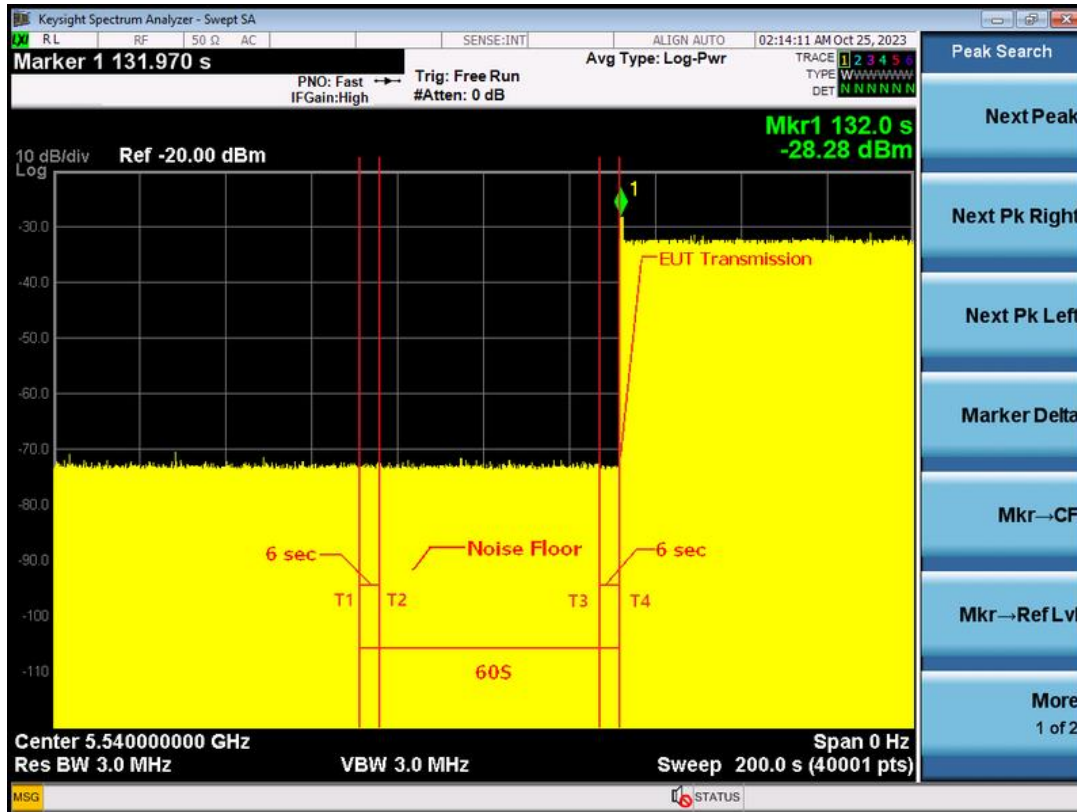 Keysight Spectrum Analyzer - Swept SA
LXI RL RF 50 Ω AC SENSE:INT ALIGN AUTO 02:14:11 AM Oct 25, 2023
Marker 1 131.970 s
PNO: Fast
IFGain:High
Trig: Free Run
#Atten: 0 dB
Avg Type: Log-Pwr
TRACE 1 2 3 4 5 6
TYPE WWWWWW
DET N N N N N N
Mkr1 132.0 s
-28.28 dBm
10 dB/div Ref -20.00 dBm
Log
1
-30.0
EUT Transmission
-40.0
-50.0
-60.0
-70.0
-80.0
-90.0
6 sec Noise Floor 6 sec
T1 T2 T3 T4
-100
-110
60S
Center 5.540000000 GHz Span 0 Hz
Res BW 3.0 MHz VBW 3.0 MHz Sweep 200.0 s (40001 pts)
MSG STATUS
Peak Search
Next Peak
Next Pk Right
Next Pk Left
Marker Delta
Mkr→CF
Mkr→Ref Lvl
More
1 of 2